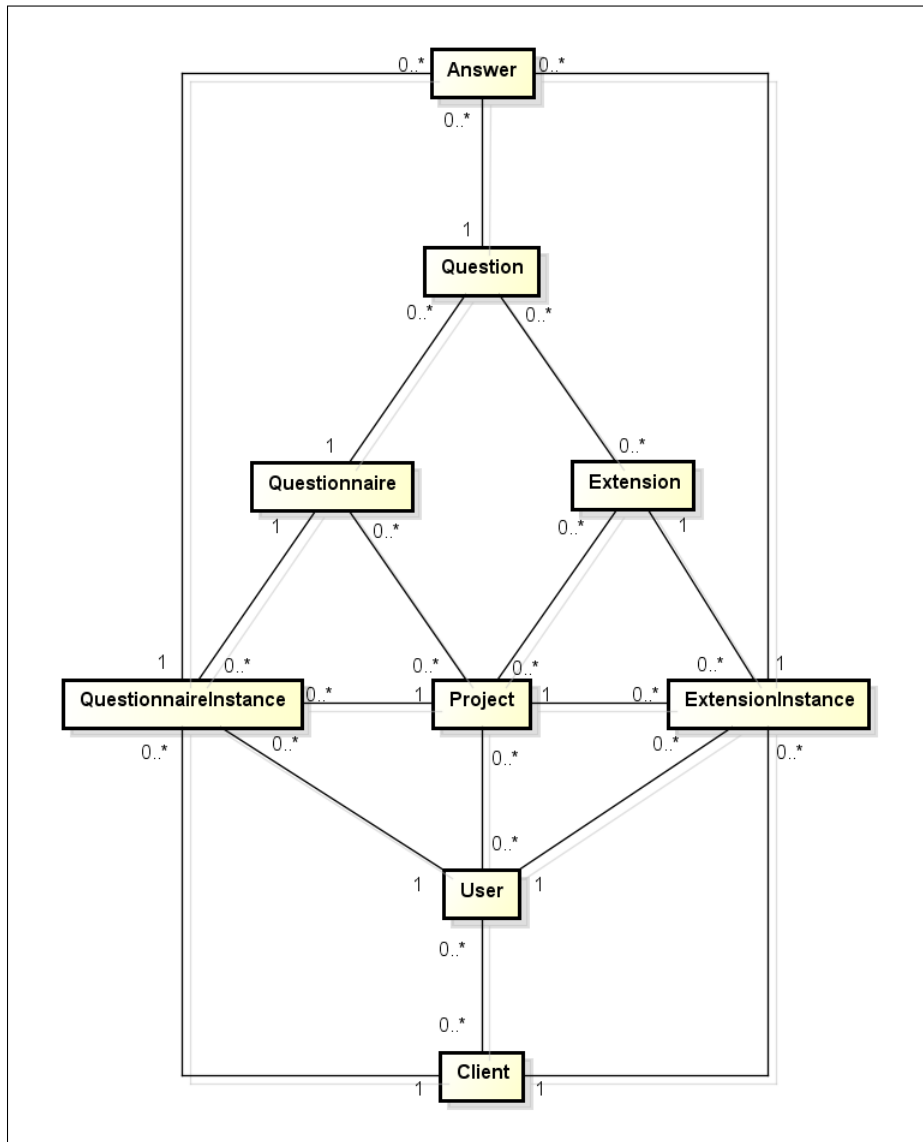 0..* Answer 0..*
0..*
1
Question
0..* 0..*
1 0..*
Questionnaire Extension
1 0..* 0..* 1
1 0..* 0..* 0..* 0..* 1
QuestionnaireInstance 0..* 1 Project 1 0..* ExtensionInstance
0..* 0..* 0..* 0..* 0..*
0..*
1 User 1
0..*
0..*
1 Client 1